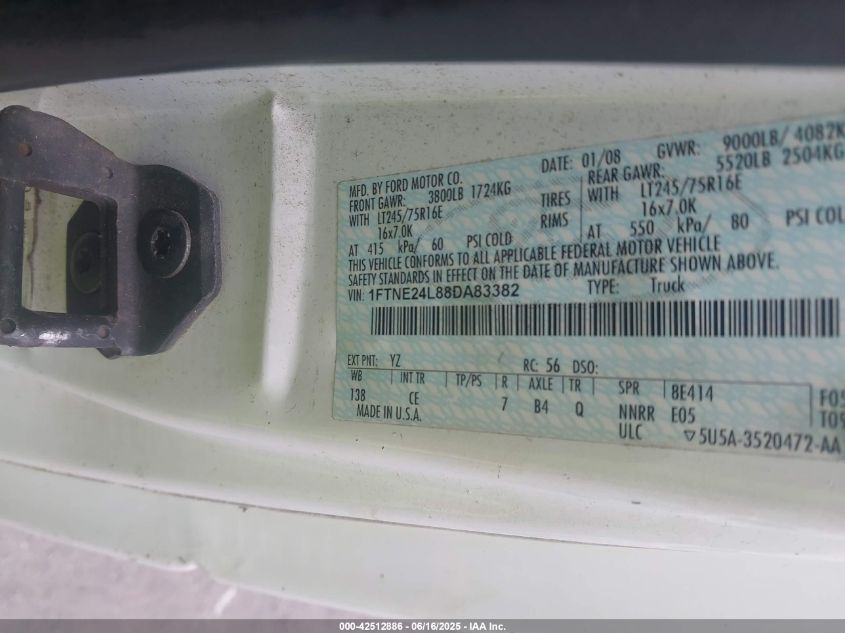 MFD. BY FORD MOTOR CO. DATE: 01/08 GVWR: 9000LB/ 4082K
FRONT GAWR: 3800LB 1724KG REAR GAWR: 5520LB 2504KG
WITH LT245/75R16E TIRES WITH LT245/75R16E
16x7.0K RIMS 16x7.0K
AT 415 kPa/ 60 PSI COLD AT 550 kPa/ 80 PSI COL
THIS VEHICLE CONFORMS TO ALL APPLICABLE FEDERAL MOTOR VEHICLE
SAFETY STANDARDS IN EFFECT ON THE DATE OF MANUFACTURE SHOWN ABOVE.
VIN: 1FTNE24L88DA83382 TYPE: Truck
EXT PNT: YZ RC: 56 DSO:
WB INT TR TP/PS R AXLE TR SPR 8E414 F05
138 CE 7 B4 Q NNRR E05 T09
MADE IN U.S.A. ULC ▽5U5A-3520472-AA
000-42512886 - 06/16/2025 - IAA Inc.